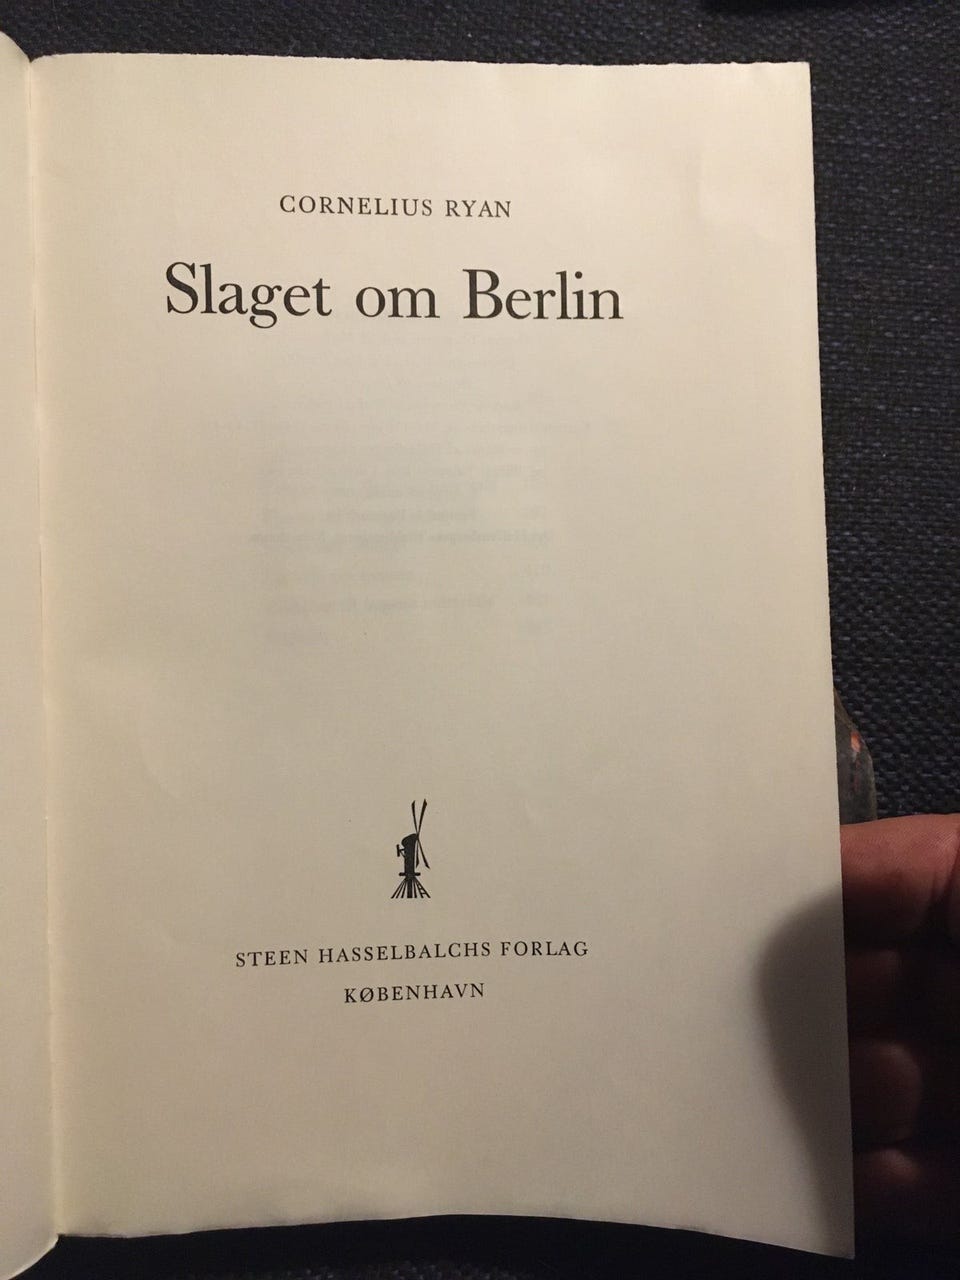 CORNELIUS RYAN
Slaget om Berlin
STEEN HASSELBALCHS FORLAG
KØBENHAVN